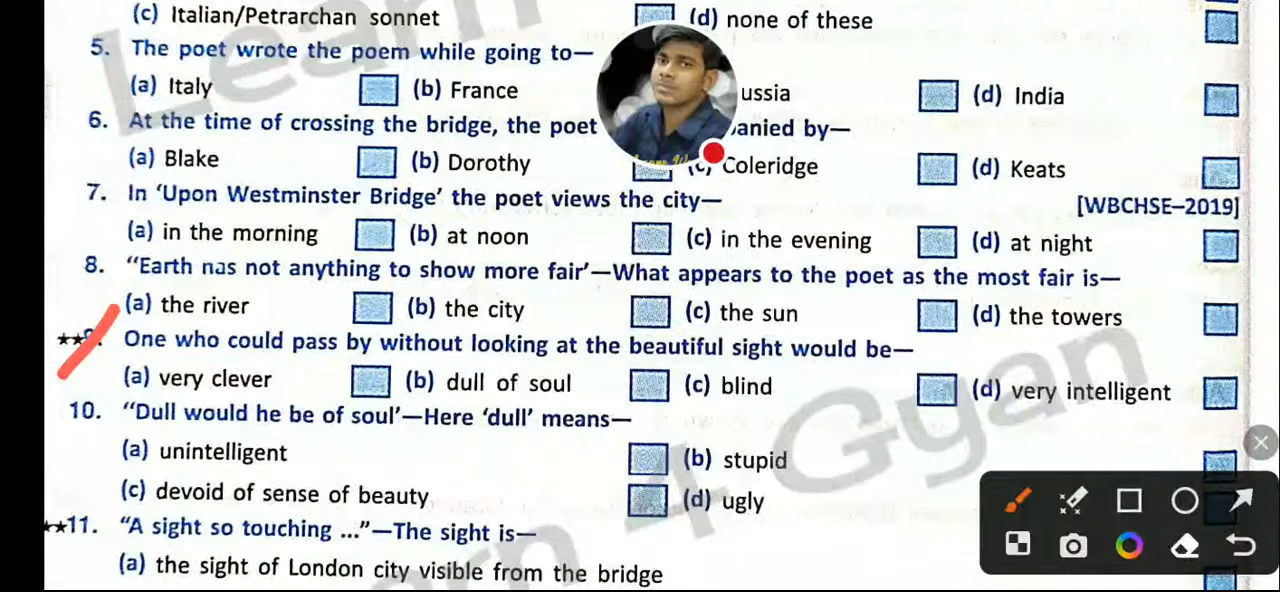 (c) Italian/Petrarchan sonnet (d) none of these
5. The poet wrote the poem while going to—
(a) Italy (b) France ussia (d) India
6. At the time of crossing the bridge, the poet anied by—
(a) Blake (b) Dorothy (c) Coleridge (d) Keats
7. In ‘Upon Westminster Bridge’ the poet views the city— [WBCHSE–2019]
(a) in the morning (b) at noon (c) in the evening (d) at night
8. “Earth has not anything to show more fair’—What appears to the poet as the most fair is—
(a) the river (b) the city (c) the sun (d) the towers
★★9. One who could pass by without looking at the beautiful sight would be—
(a) very clever (b) dull of soul (c) blind (d) very intelligent
10. “Dull would he be of soul’—Here ‘dull’ means—
(a) unintelligent (b) stupid
(c) devoid of sense of beauty (d) ugly
★★11. “A sight so touching ...”—The sight is—
(a) the sight of London city visible from the bridge
Learn 4 Gyan